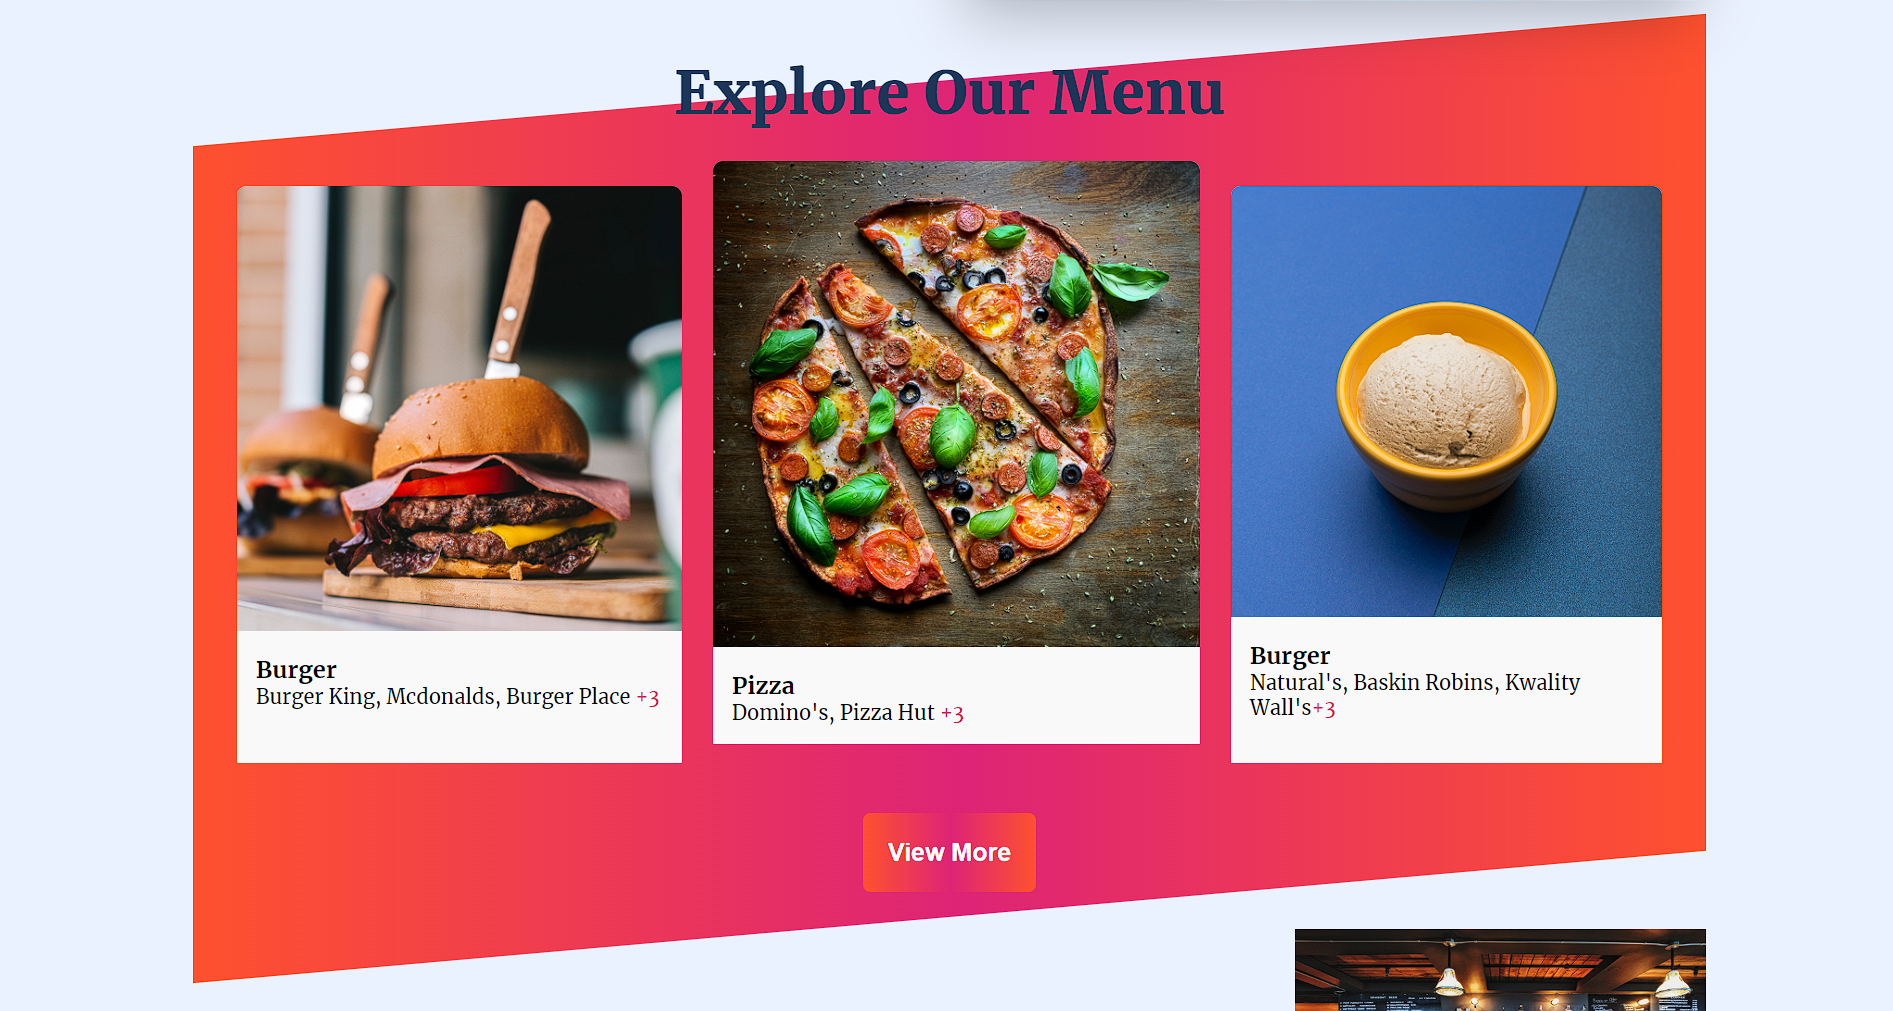 Explore Our Menu
Burger
Burger King, Mcdonalds, Burger Place +3
Pizza
Domino's, Pizza Hut +3
Burger
Natural's, Baskin Robins, Kwality
Wall's+3
View More